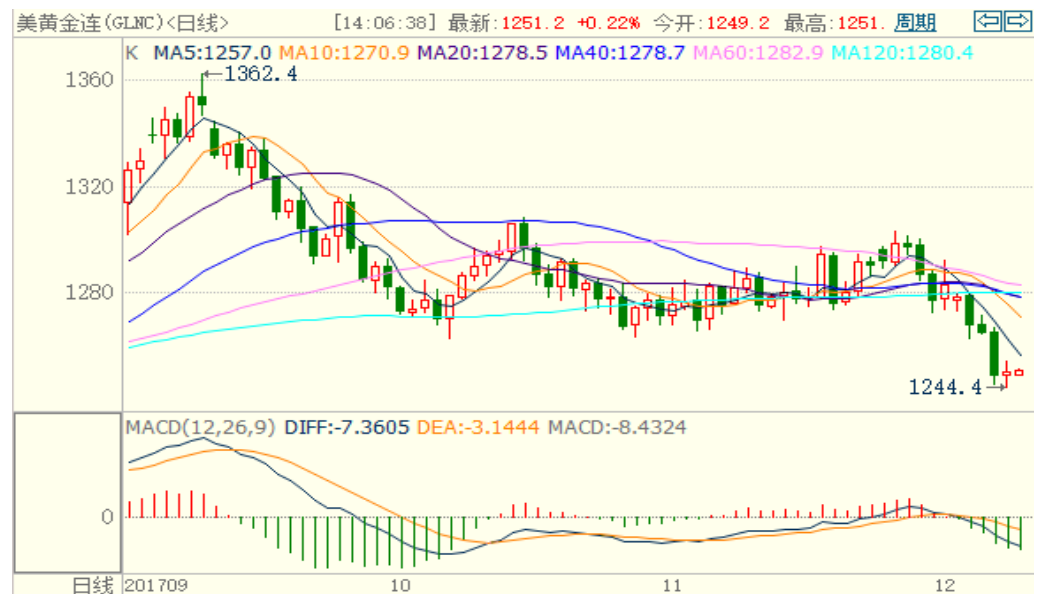 美黄金连(GLNC)<日线> [14:06:38] 最新:1251.2 +0.22% 今开:1249.2 最高:1251. 周期
K MA5:1257.0 MA10:1270.9 MA20:1278.5 MA40:1278.7 MA60:1282.9 MA120:1280.4
1362.4
1360
1320
1280
1244.4
MACD(12,26,9) DIFF:-7.3605 DEA:-3.1444 MACD:-8.4324
0
日线 201709 10 11 12